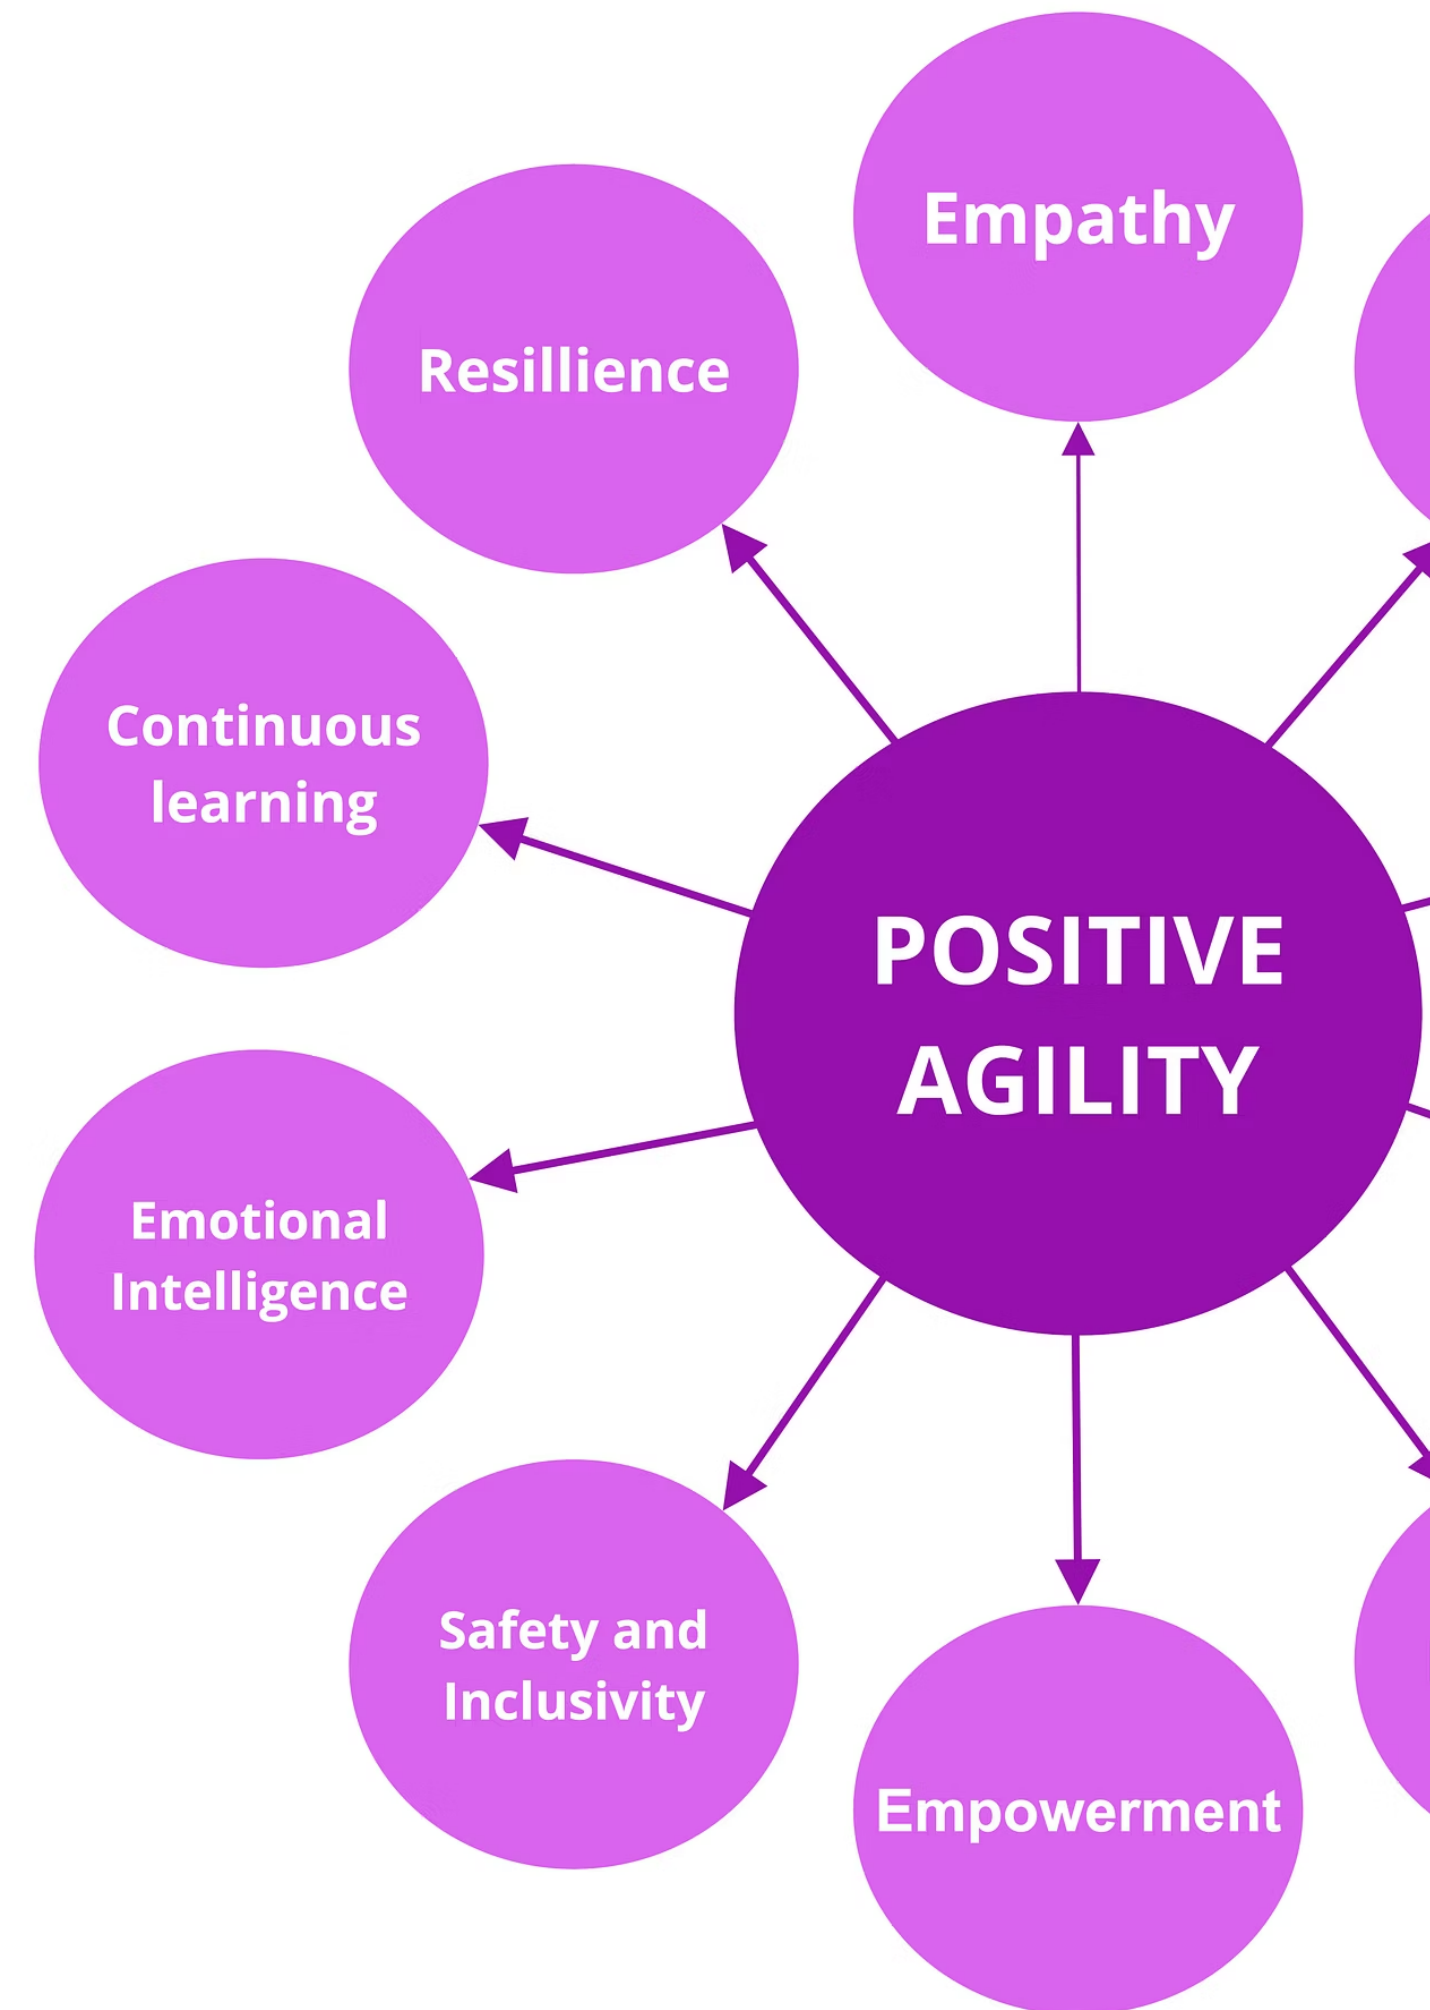 Empathy
Resillience
Continuous
learning
POSITIVE
AGILITY
Emotional
Intelligence
Safety and
Inclusivity
Empowerment